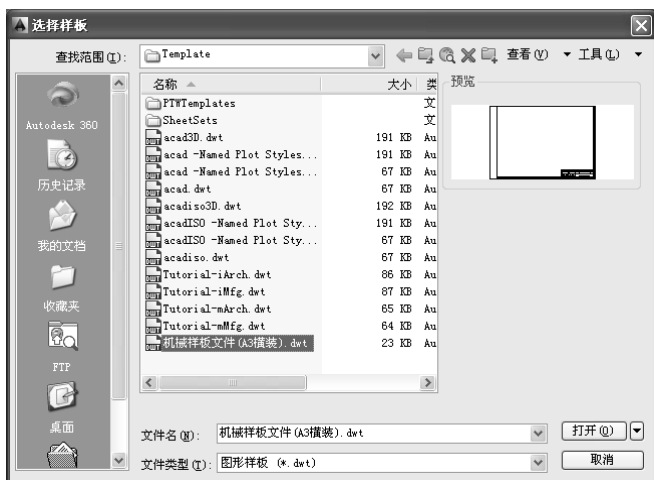 选择样板
查找范围(I): Template 查看(V) 工具(L)
名称 大小 类
PTWTemplates 文
SheetSets 文
acad3D.dwt 191 KB Au
acad -Named Plot Styles... 191 KB Au
acad -Named Plot Styles... 67 KB Au
acad.dwt 67 KB Au
acadiso3D.dwt 192 KB Au
acadISO -Named Plot Sty... 191 KB Au
acadISO -Named Plot Sty... 67 KB Au
acadiso.dwt 67 KB Au
Tutorial-iArch.dwt 86 KB Au
Tutorial-iMfg.dwt 87 KB Au
Tutorial-mArch.dwt 65 KB Au
Tutorial-mMfg.dwt 64 KB Au
机械样板文件(A3横装).dwt 23 KB Au
预览
Autodesk 360
历史记录
我的文档
收藏夹
FTP
桌面
文件名(N): 机械样板文件(A3横装).dwt 打开(O)
文件类型(T): 图形样板 (*.dwt) 取消